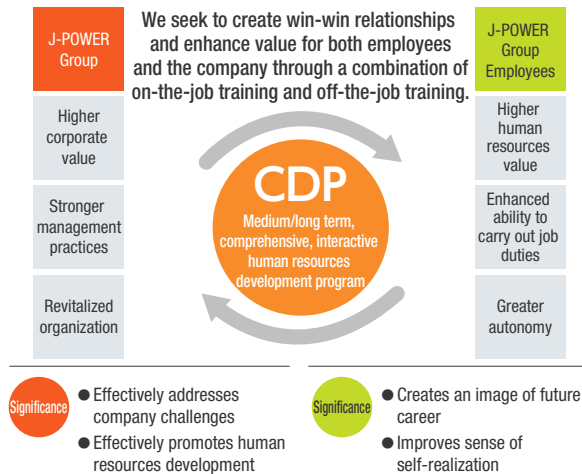 We seek to create win-win relationships
and enhance value for both employees
and the company through a combination of
on-the-job training and off-the-job training.
J-POWER
Group
Higher
corporate
value
Stronger
management
practices
Revitalized
organization
CDP
Medium/long term,
comprehensive, interactive
human resources
development program
J-POWER
Group
Employees
Higher
human
resources
value
Enhanced
ability to
carry out job
duties
Greater
autonomy
Significance
● Effectively addresses
company challenges
● Effectively promotes human
resources development
Significance
● Creates an image of future
career
● Improves sense of
self-realization